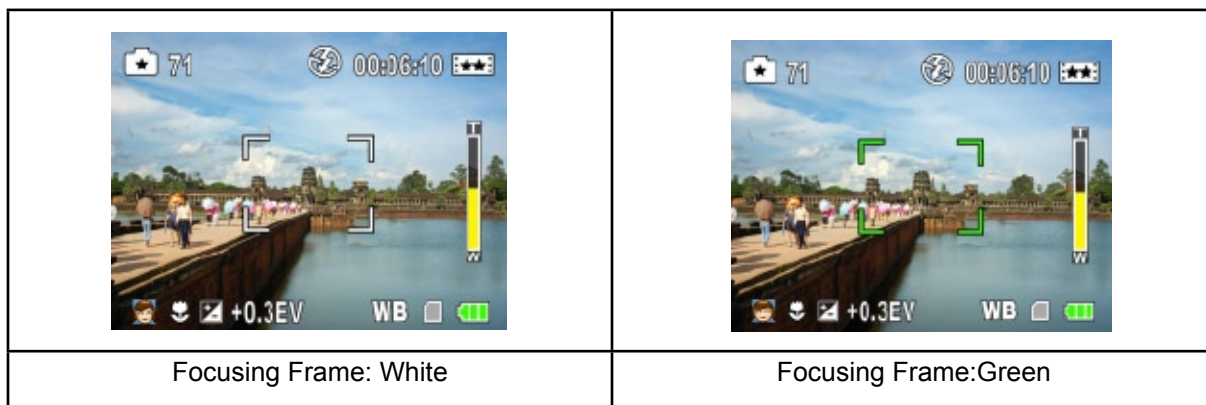 71 00:06:10
T
W
+0.3EV WB
71 00:06:10
T
W
+0.3EV WB
Focusing Frame: White
Focusing Frame:Green